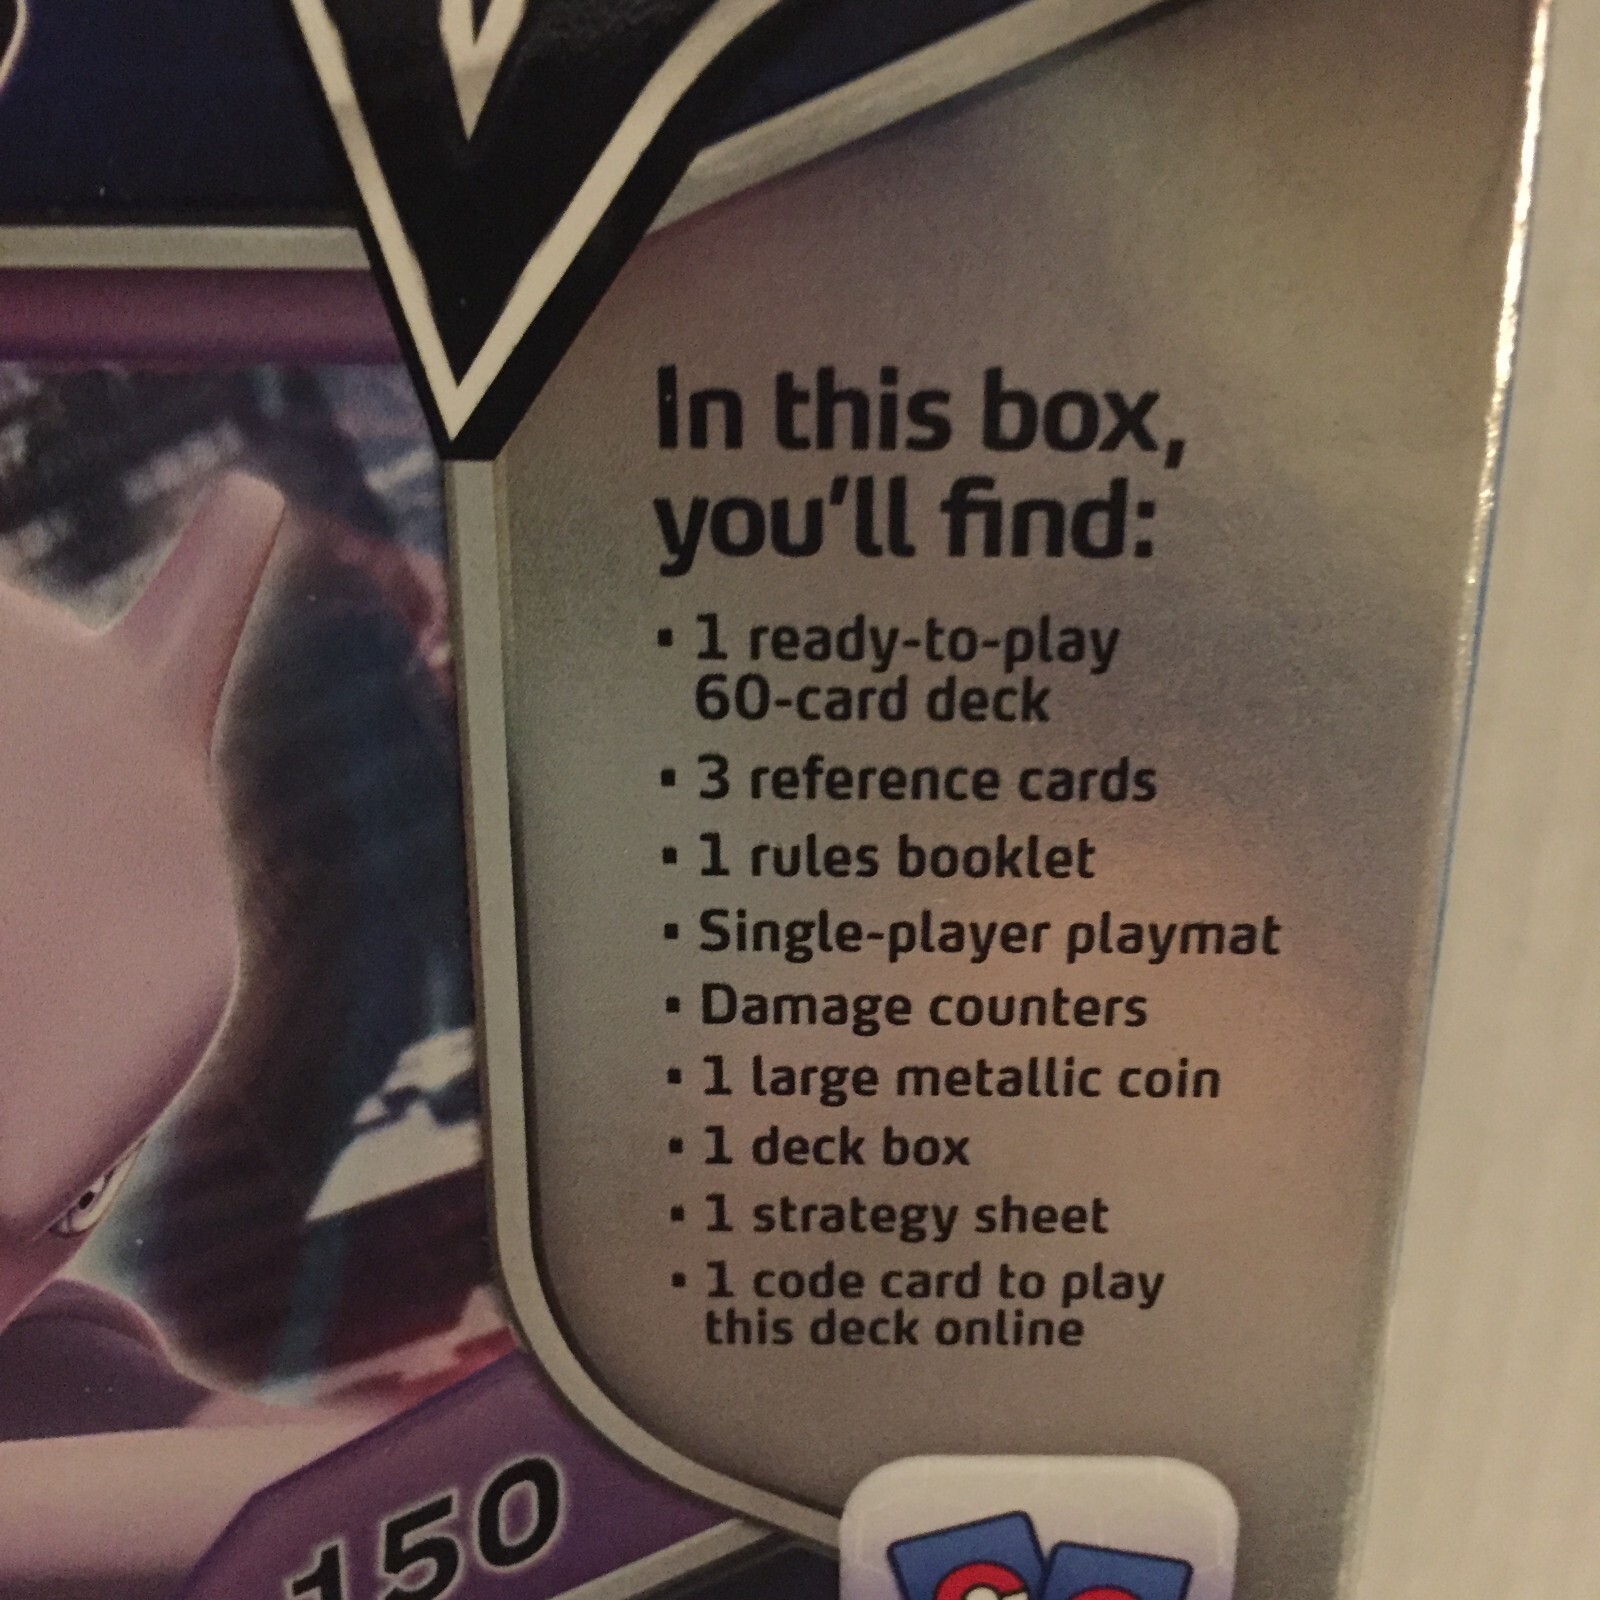 In this box,
you'll find:
▪ 1 ready-to-play
60-card deck
▪ 3 reference cards
▪ 1 rules booklet
▪ Single-player playmat
▪ Damage counters
▪ 1 large metallic coin
▪ 1 deck box
▪ 1 strategy sheet
▪ 1 code card to play
this deck online
150